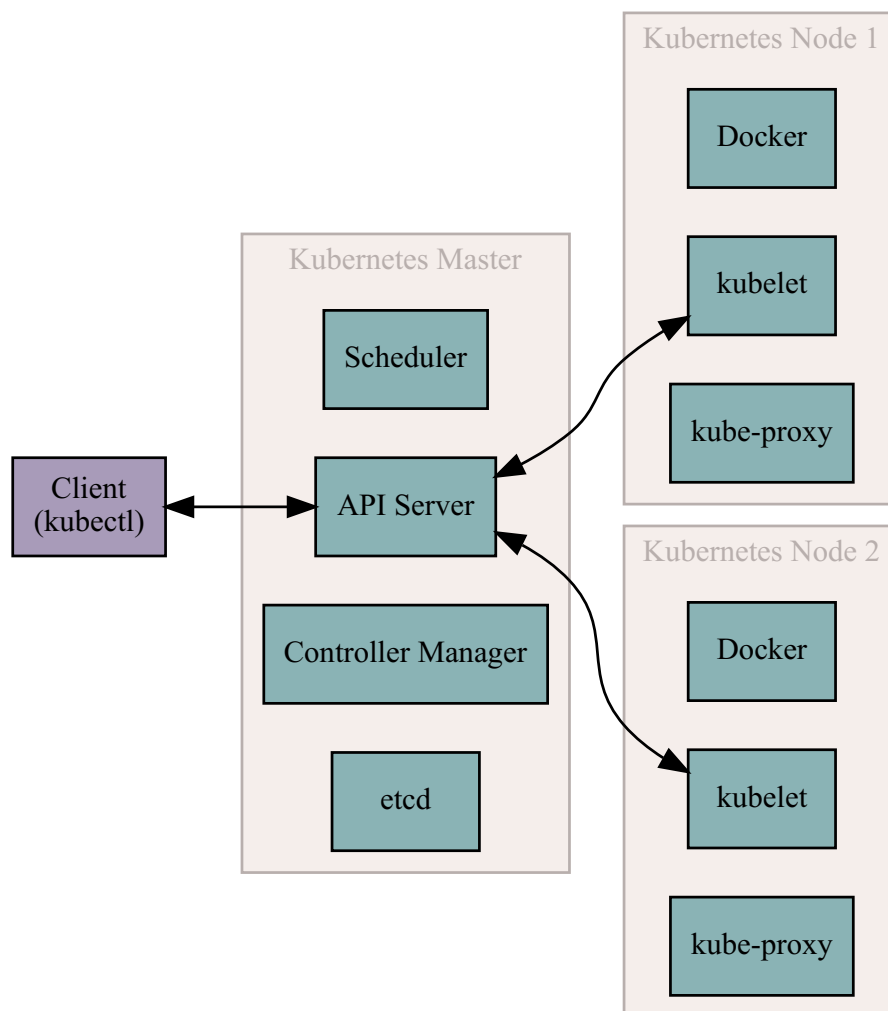 Client
(kubectl)
Kubernetes Master
Scheduler
API Server
Controller Manager
etcd
Kubernetes Node 1
Docker
kubelet
kube-proxy
Kubernetes Node 2
Docker
kubelet
kube-proxy